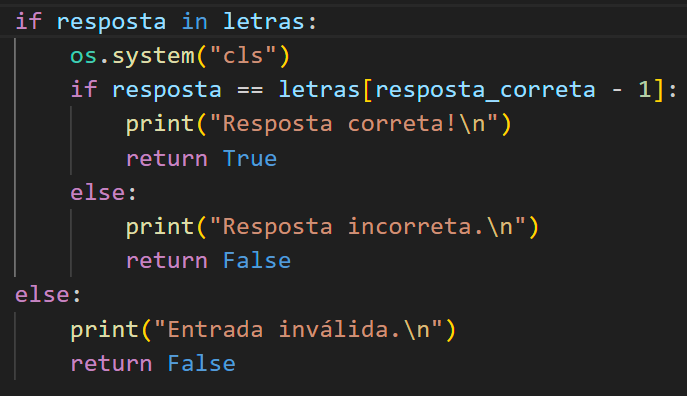 if resposta in letras:
    os.system("cls")
    if resposta == letras[resposta_correta - 1]:
        print("Resposta correta!\n")
        return True
    else:
        print("Resposta incorreta.\n")
        return False
else:
    print("Entrada inválida.\n")
    return False